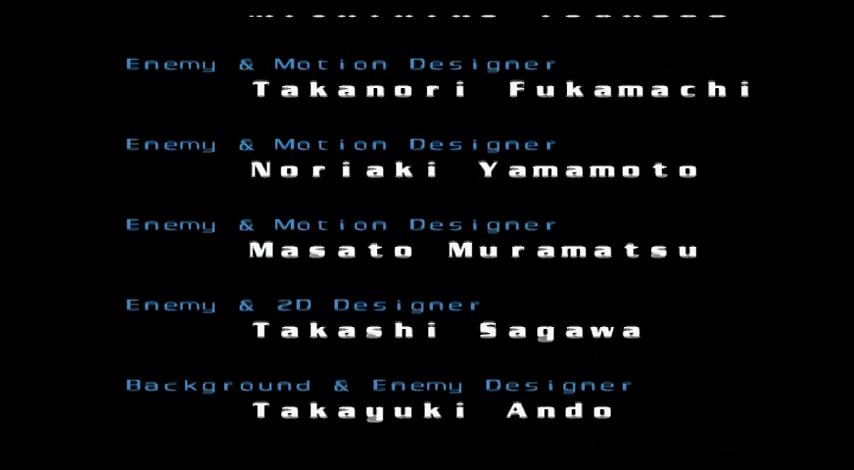 Enemy & Motion Designer
Takanori Fukamachi
Enemy & Motion Designer
Noriaki Yamamoto
Enemy & Motion Designer
Masato Muramatsu
Enemy & 2D Designer
Takashi Sagawa
Background & Enemy Designer
Takayuki Ando